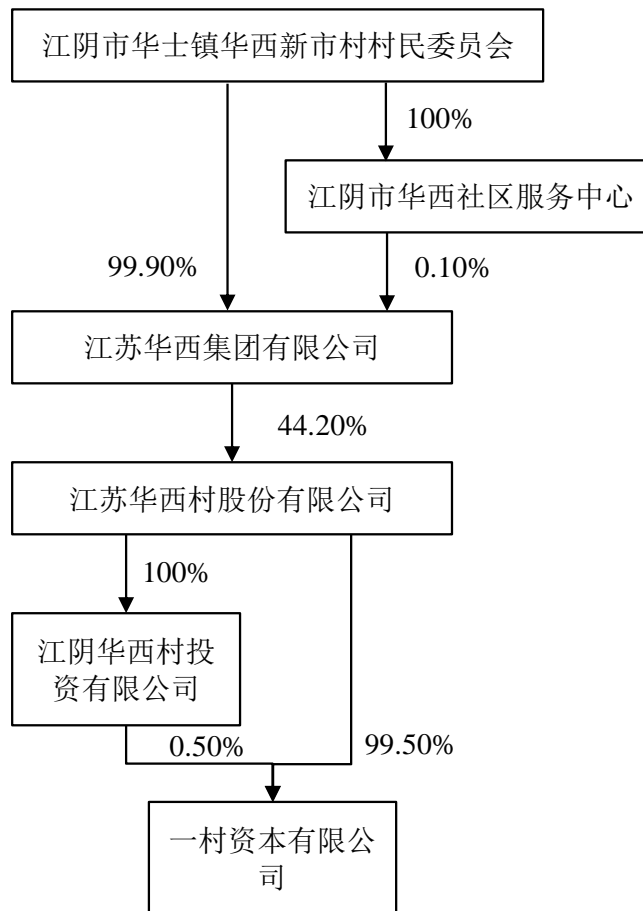 江阴市华士镇华西新市村村民委员会
100%
江阴市华西社区服务中心
99.90%
0.10%
江苏华西集团有限公司
44.20%
江苏华西村股份有限公司
100%
江阴华西村投
资有限公司
0.50%
99.50%
一村资本有限公
司